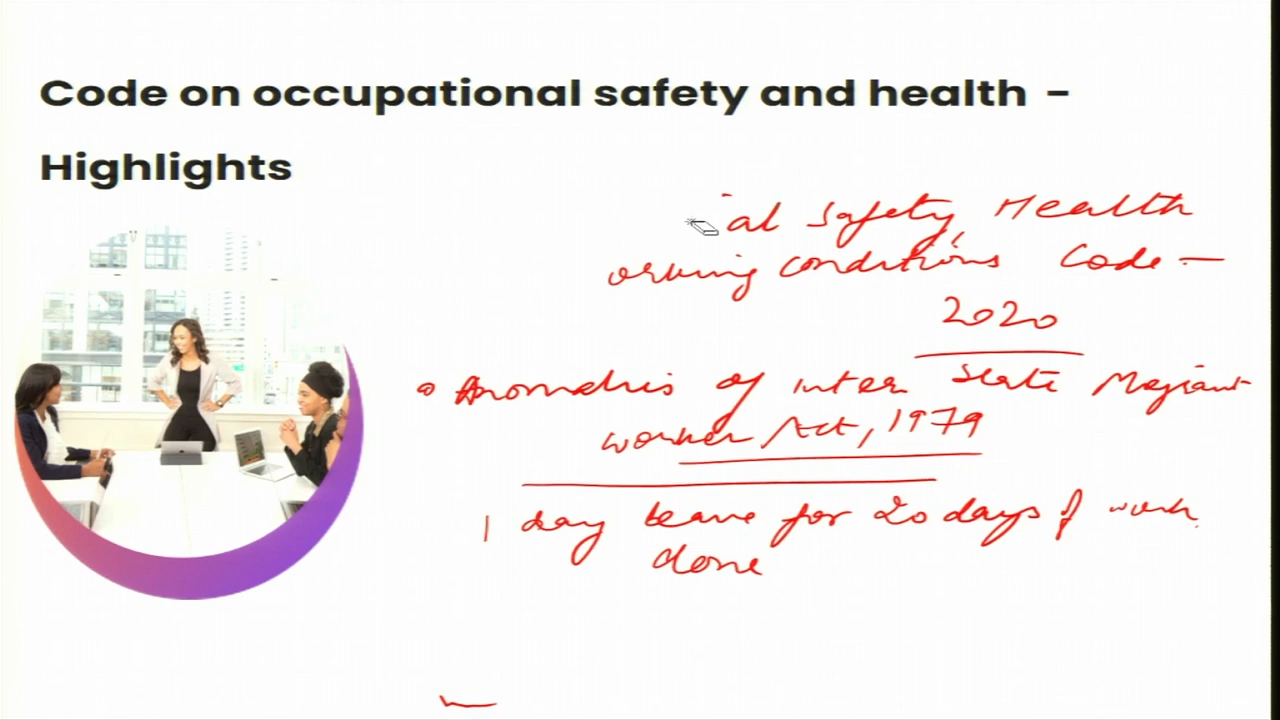 Code on occupational safety and health -
Highlights
al Safety, Health
orking conditions Code -
2020
Anomalies of Inter State Migrant
worker Act, 1979
1 day leave for 20 days of work
done